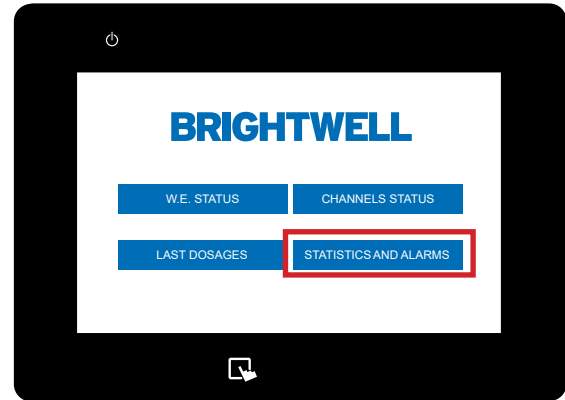 BRIGHTWELL
W.E. STATUS
CHANNELS STATUS
LAST DOSAGES
STATISTICS AND ALARMS